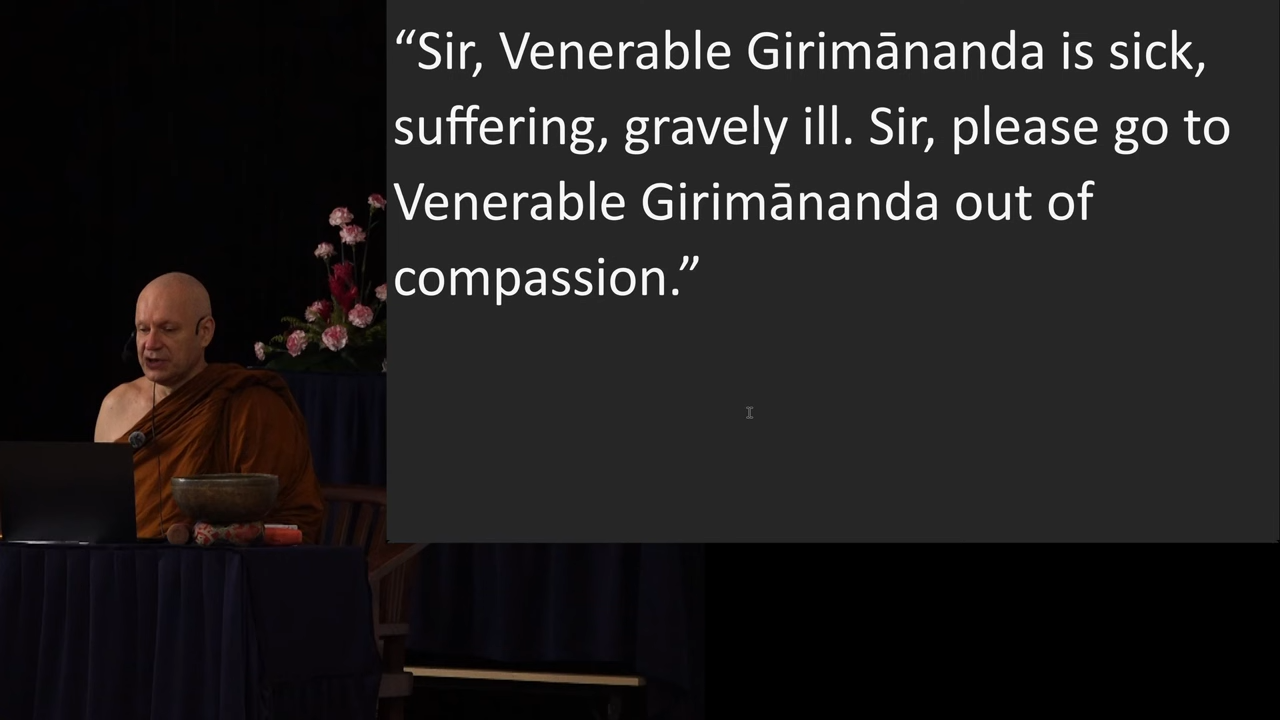 “Sir, Venerable Girimānanda is sick,
suffering, gravely ill. Sir, please go to
Venerable Girimānanda out of
compassion.”